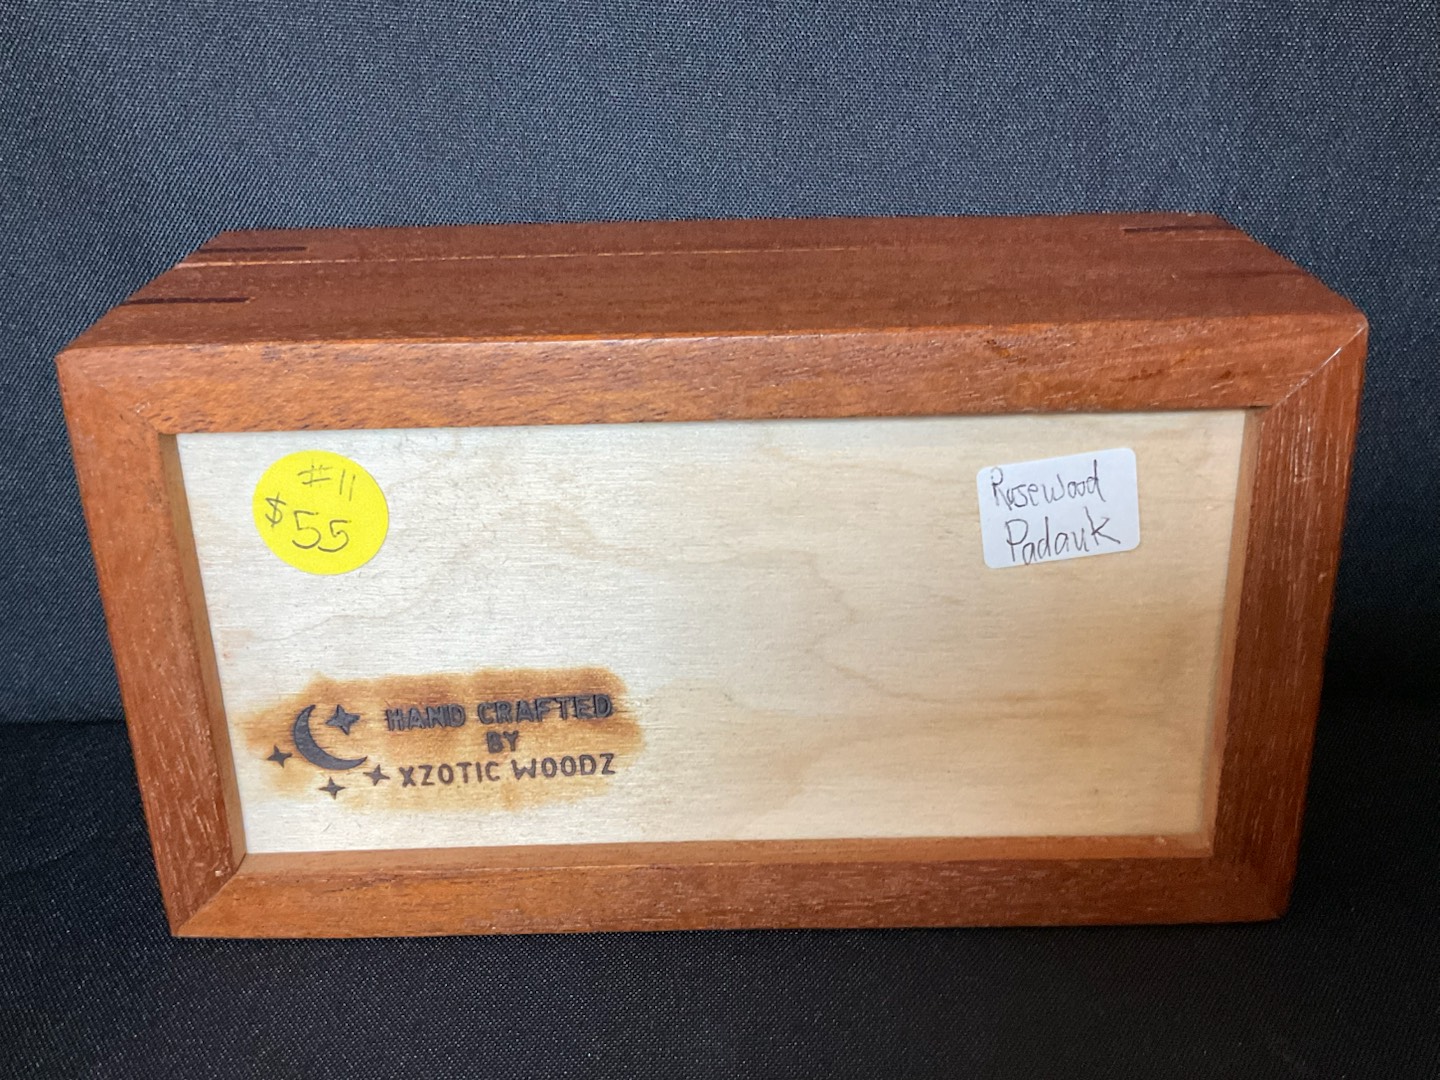 #11
$55
Rosewood
Padauk
HAND CRAFTED
BY
XZOTIC WOODZ